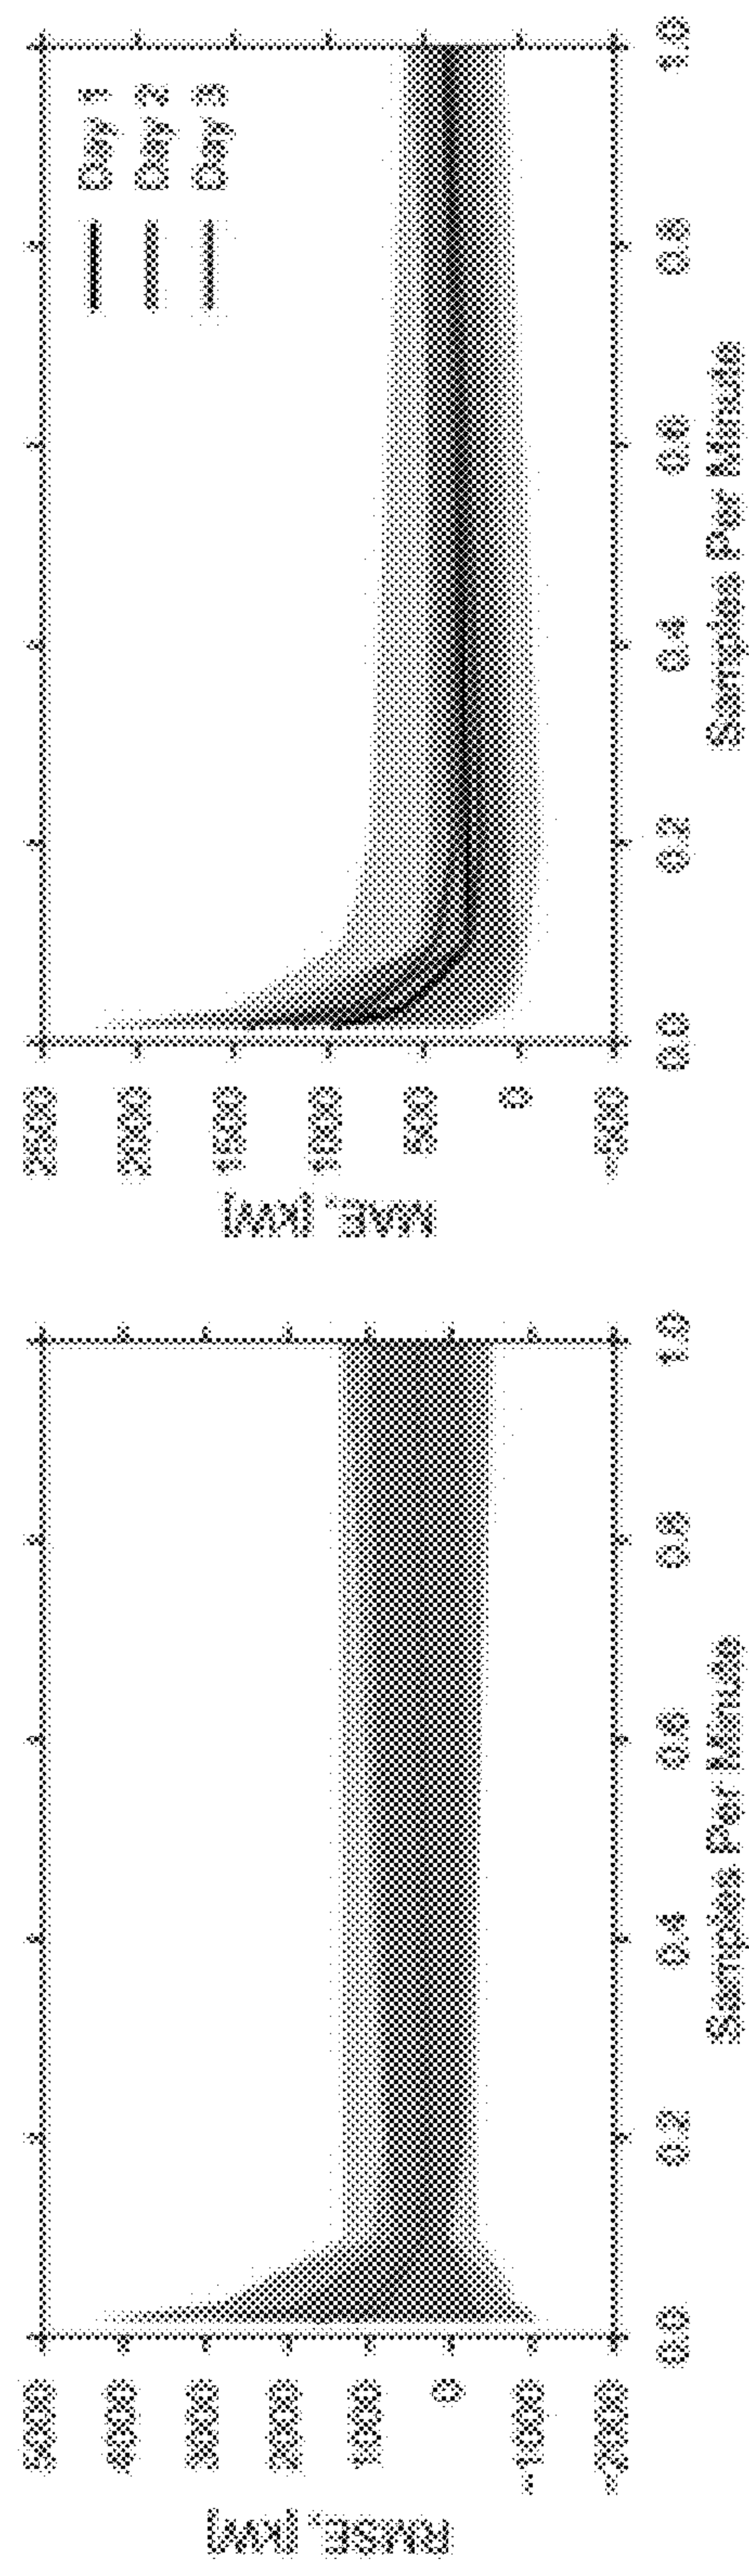 RMSE, [kW]
5000
4000
3000
2000
1000
0
-1000
-2000
0.0 0.2 0.4 0.6 0.8 1.0
Samples Per Minute
MAE, [kW]
2500
2000
1500
1000
500
0
-500
0.0 0.2 0.4 0.6 0.8 1.0
Samples Per Minute
Day 1
Day 2
Day 3